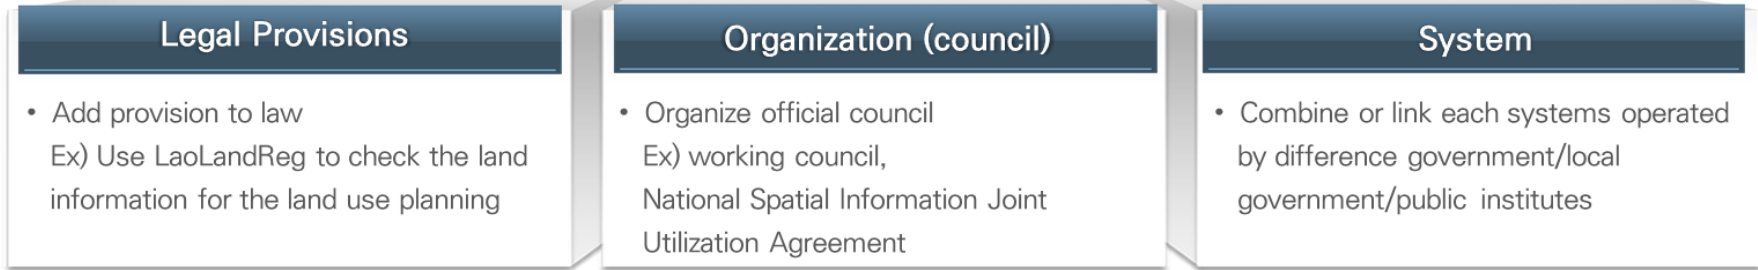 Legal Provisions
• Add provision to law
Ex) Use LaoLandReg to check the land
information for the land use planning
Organization (council)
• Organize official council
Ex) working council,
National Spatial Information Joint
Utilization Agreement
System
• Combine or link each systems operated
by difference government/local
government/public institutes